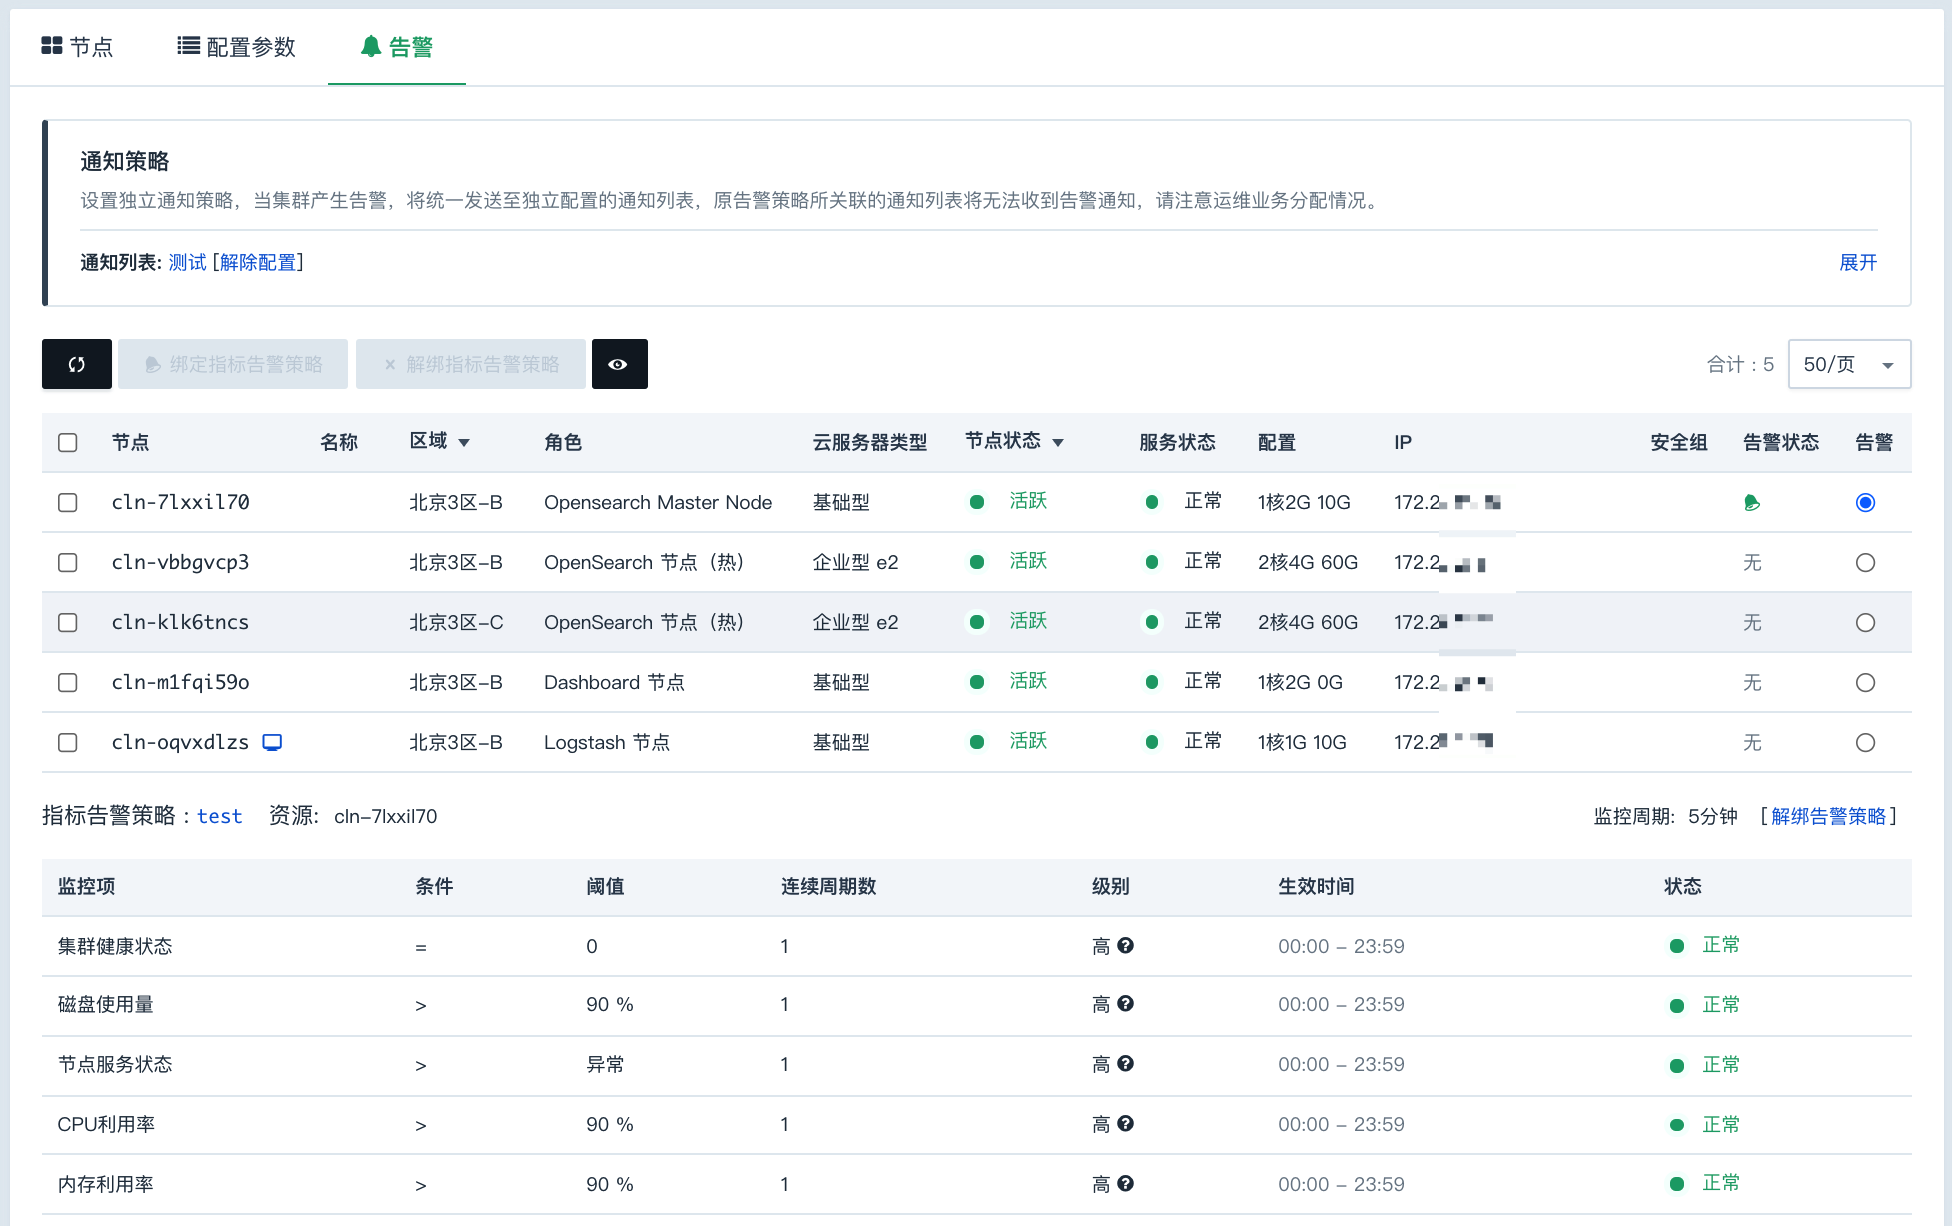 节点 配置参数 告警
通知策略
设置独立通知策略，当集群产生告警，将统一发送至独立配置的通知列表，原告警策略所关联的通知列表将无法收到告警通知，请注意运维业务分配情况。
通知列表: 测试 [解除配置] 展开
绑定指标告警策略 × 解绑指标告警策略 合计 : 5 50/页
节点 名称 区域 角色 云服务器类型 节点状态 服务状态 配置 IP 安全组 告警状态 告警
cln-7lxxil70 北京3区-B Opensearch Master Node 基础型 活跃 正常 1核2G 10G 172.2
cln-vbbgvcp3 北京3区-B OpenSearch 节点（热） 企业型 e2 活跃 正常 2核4G 60G 172.2 无
cln-klk6tncs 北京3区-C OpenSearch 节点（热） 企业型 e2 活跃 正常 2核4G 60G 172.2 无
cln-m1fqi59o 北京3区-B Dashboard 节点 基础型 活跃 正常 1核2G 0G 172.2 无
cln-oqvxdlzs 北京3区-B Logstash 节点 基础型 活跃 正常 1核1G 10G 172.2 无
指标告警策略 : test 资源: cln-7lxxil70 监控周期: 5分钟 [解绑告警策略]
监控项 条件 阈值 连续周期数 级别 生效时间 状态
集群健康状态 = 0 1 高 00:00 - 23:59 正常
磁盘使用量 > 90 % 1 高 00:00 - 23:59 正常
节点服务状态 > 异常 1 高 00:00 - 23:59 正常
CPU利用率 > 90 % 1 高 00:00 - 23:59 正常
内存利用率 > 90 % 1 高 00:00 - 23:59 正常